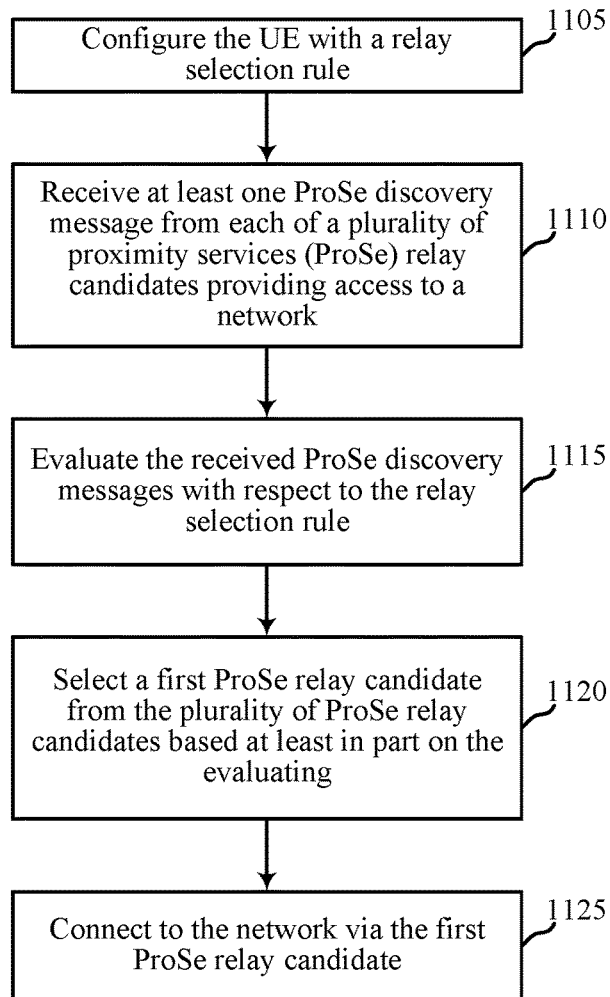 Configure the UE with a relay
selection rule
1105
Receive at least one ProSe discovery
message from each of a plurality of
proximity services (ProSe) relay
candidates providing access to a
network
1110
Evaluate the received ProSe discovery
messages with respect to the relay
selection rule
1115
Select a first ProSe relay candidate
from the plurality of ProSe relay
candidates based at least in part on the
evaluating
1120
Connect to the network via the first
ProSe relay candidate
1125